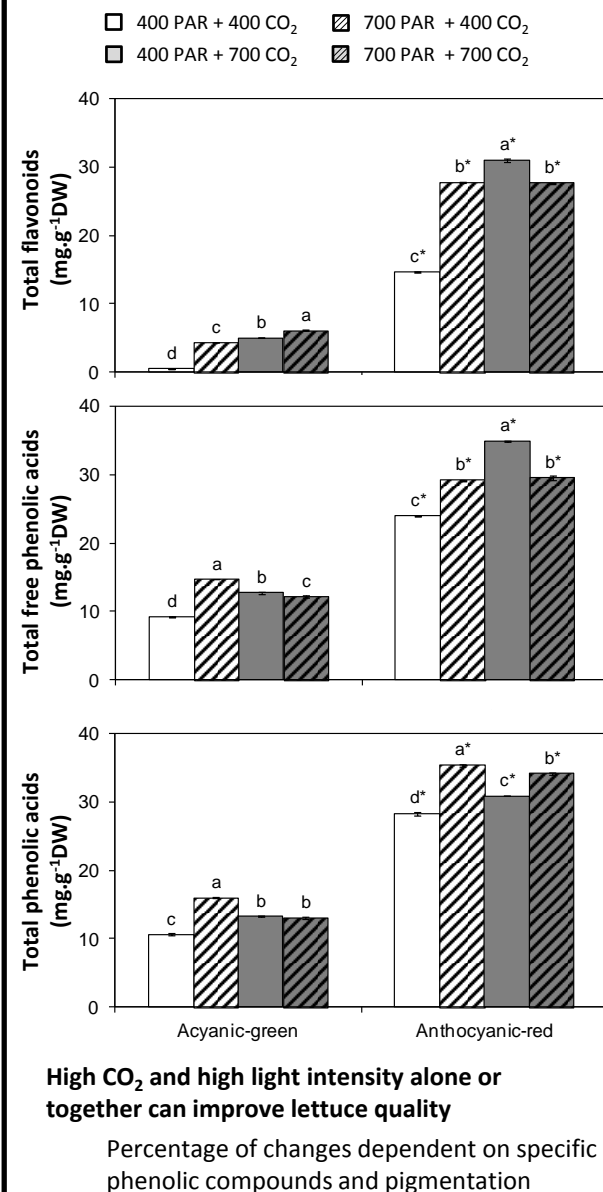 400 PAR + 400 CO₂ 700 PAR + 400 CO₂
400 PAR + 700 CO₂ 700 PAR + 700 CO₂
Total flavonoids
(mg.g⁻¹DW)
40
30
20
10
0
d c b a c* b* a* b*
Total free phenolic acids
(mg.g⁻¹DW)
40
30
20
10
0
d a b c c* b* a* b*
Total phenolic acids
(mg.g⁻¹DW)
40
30
20
10
0
c a b b d* a* c* b*
Acyanic-green Anthocyanic-red
High CO₂ and high light intensity alone or
together can improve lettuce quality
Percentage of changes dependent on specific
phenolic compounds and pigmentation